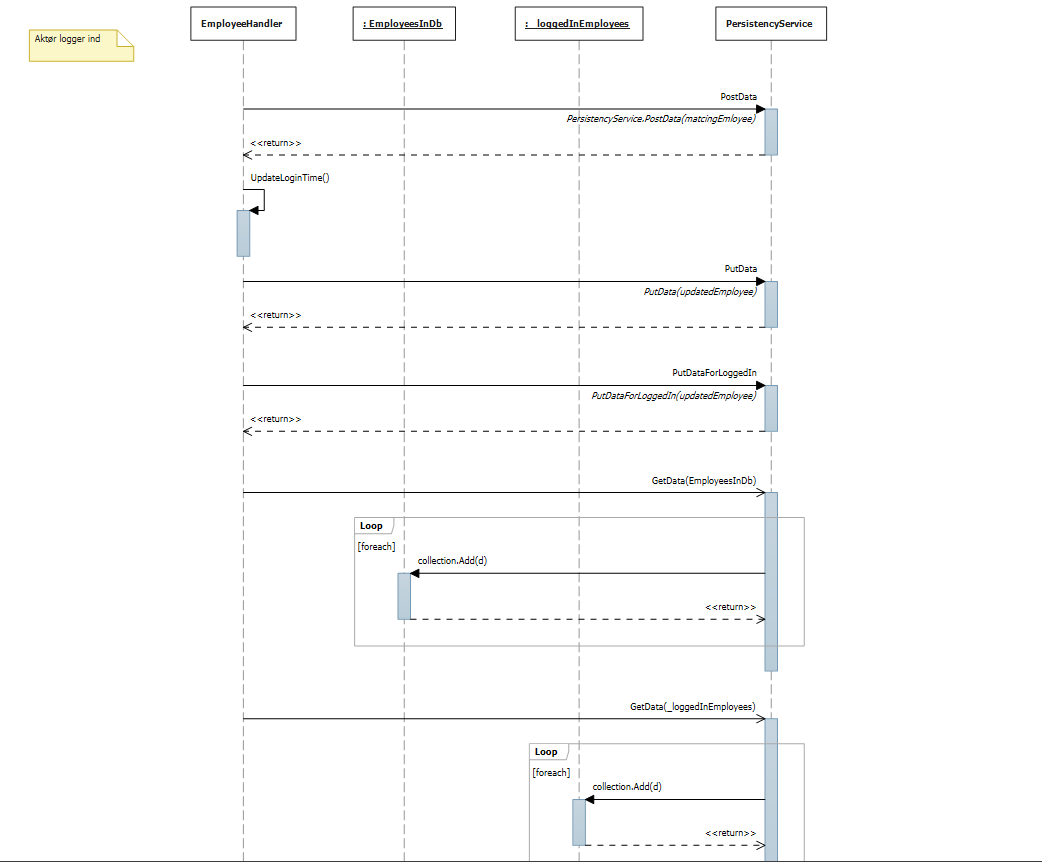 Aktør logger ind
EmployeeHandler
: EmployeesInDb
: _loggedInEmployees
PersistencyService
PostData
PersistencyService.PostData(matcingEmloyee)
<<return>>
UpdateLoginTime()
PutData
PutData(updatedEmployee)
<<return>>
PutDataForLoggedIn
PutDataForLoggedIn(updatedEmployee)
<<return>>
GetData(EmployeesInDb)
Loop
[foreach]
collection.Add(d)
<<return>>
GetData(_loggedInEmployees)
Loop
[foreach]
collection.Add(d)
<<return>>